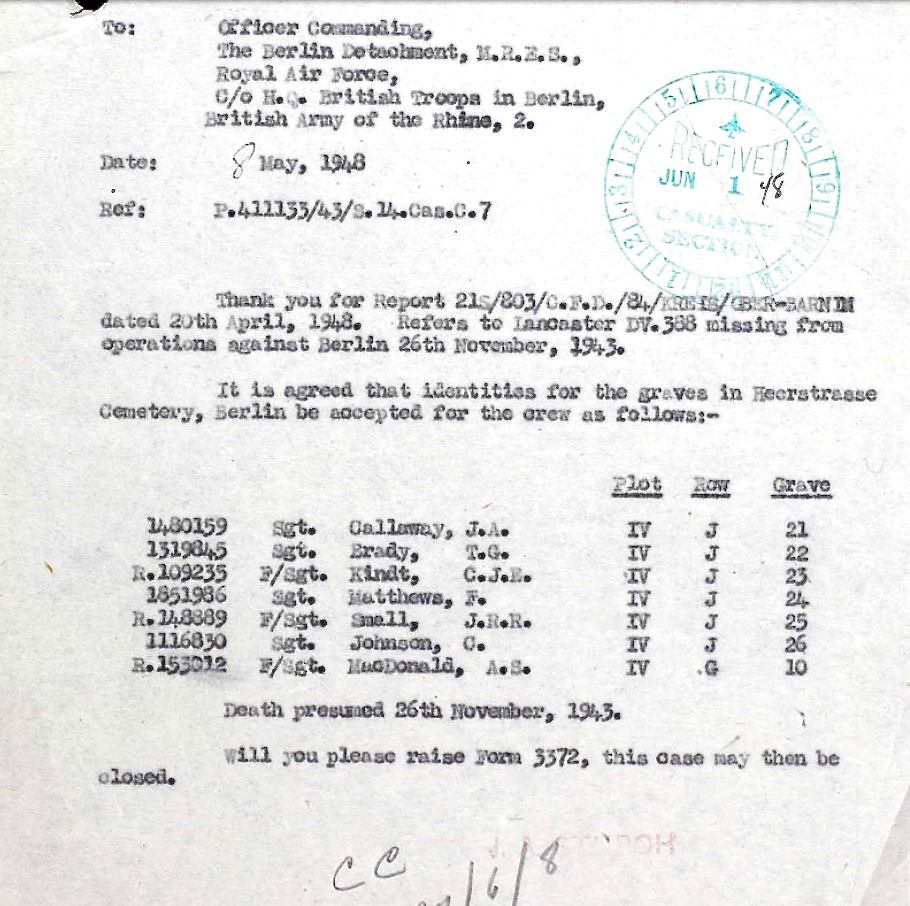 To: Officer Commanding,
The Berlin Detachment, M.R.E.S.,
Royal Air Force,
C/o H.Q. British Troops in Berlin,
British Army of the Rhine, 2.
RECEIVED
JUN 1 48
CASUALTY
SECTION
Date: 8 May, 1948
Ref: P.411133/43/S.14.Cas.C.7
Thank you for Report 21S/803/C.F.D./84/KREIS/OBER-BARNIM
dated 20th April, 1948. Refers to Lancaster DV.388 missing from
operations against Berlin 26th November, 1943.
It is agreed that identities for the graves in Heerstrasse
Cemetery, Berlin be accepted for the crew as follows:-
Plot Row Grave
1480159 Sgt. Callaway, J.A. IV J 21
1319845 Sgt. Brady, T.G. IV J 22
R.109235 F/Sgt. Kindt, C.J.E. IV J 23
1851986 Sgt. Matthews, F. IV J 24
R.148889 F/Sgt. Small, J.R.R. IV J 25
1116830 Sgt. Johnson, C. IV J 26
R.153012 F/Sgt. MacDonald, A.S. IV G 10
Death presumed 26th November, 1943.
Will you please raise Form 3372, this case may then be
closed.
CC
/6/8